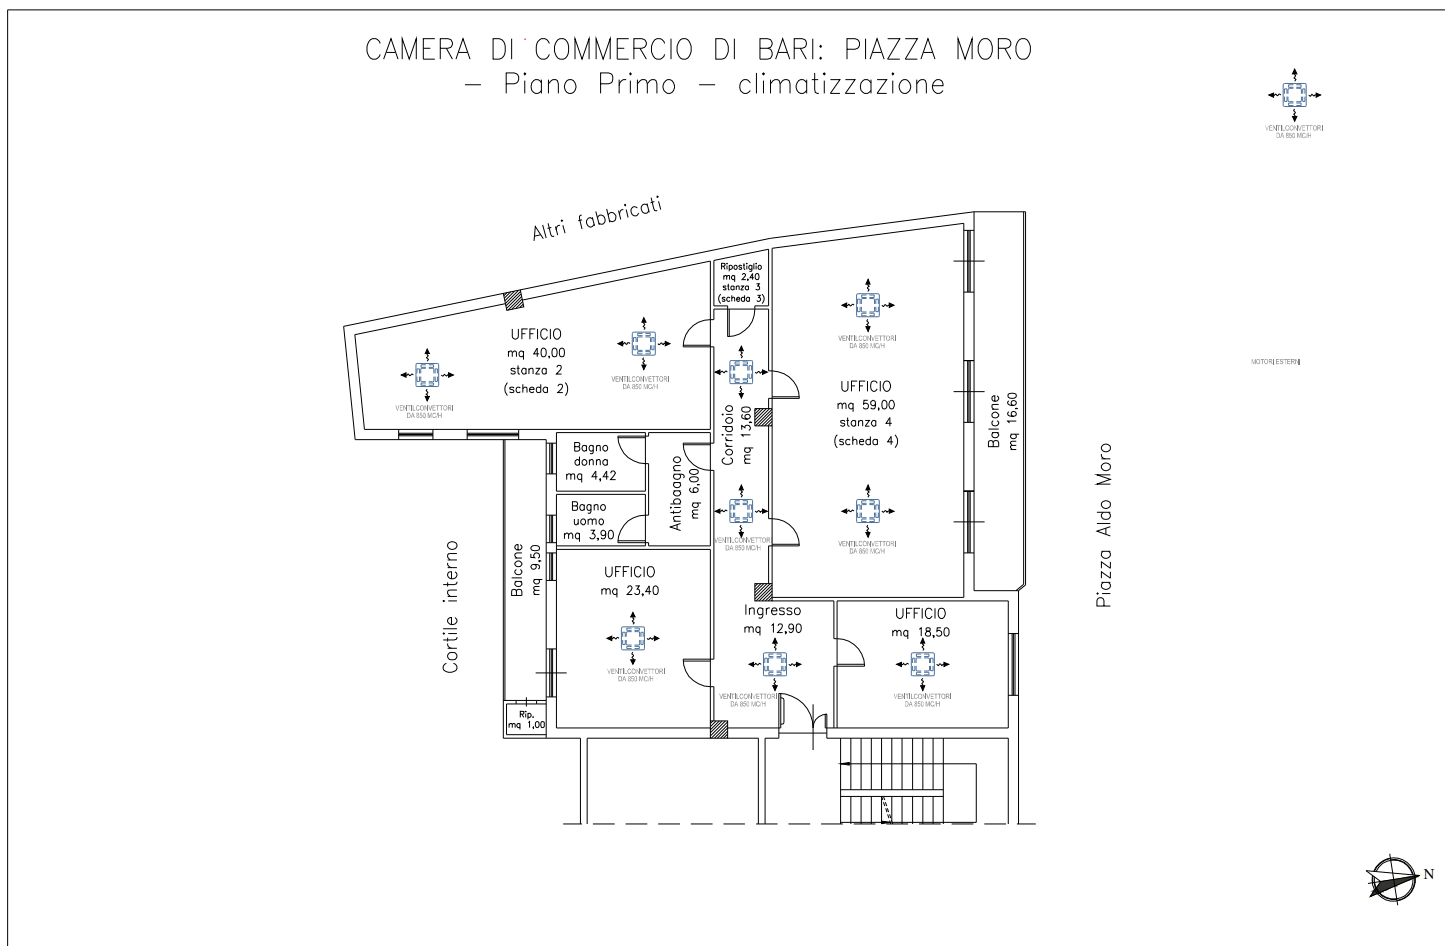 CAMERA DI COMMERCIO DI BARI: PIAZZA MORO
– Piano Primo – climatizzazione
VENTILCONVETTORI
DA 850 MC/H
Altri fabbricati
Ripostiglio
mq 2,40
stanza 3
(scheda 3)
UFFICIO
mq 40,00
stanza 2
(scheda 2)
VENTILCONVETTORI
DA 850 MC/H
VENTILCONVETTORI
DA 850 MC/H
VENTILCONVETTORI
DA 850 MC/H
MOTORI ESTERNI
UFFICIO
mq 59,00
stanza 4
(scheda 4)
Balcone
mq 16,60
Corridoio
mq 13,60
Bagno
donna
mq 4,42
Antibaagno
mq 6,00
Bagno
uomo
mq 3,90
VENTILCONVETTORI
DA 850 MC/H
VENTILCONVETTORI
DA 850 MC/H
Piazza Aldo Moro
Cortile interno
Balcone
mq 9,50
UFFICIO
mq 23,40
VENTILCONVETTORI
DA 850 MC/H
Ingresso
mq 12,90
VENTILCONVETTORI
DA 850 MC/H
UFFICIO
mq 18,50
VENTILCONVETTORI
DA 850 MC/H
Rip.
mq 1,00
N